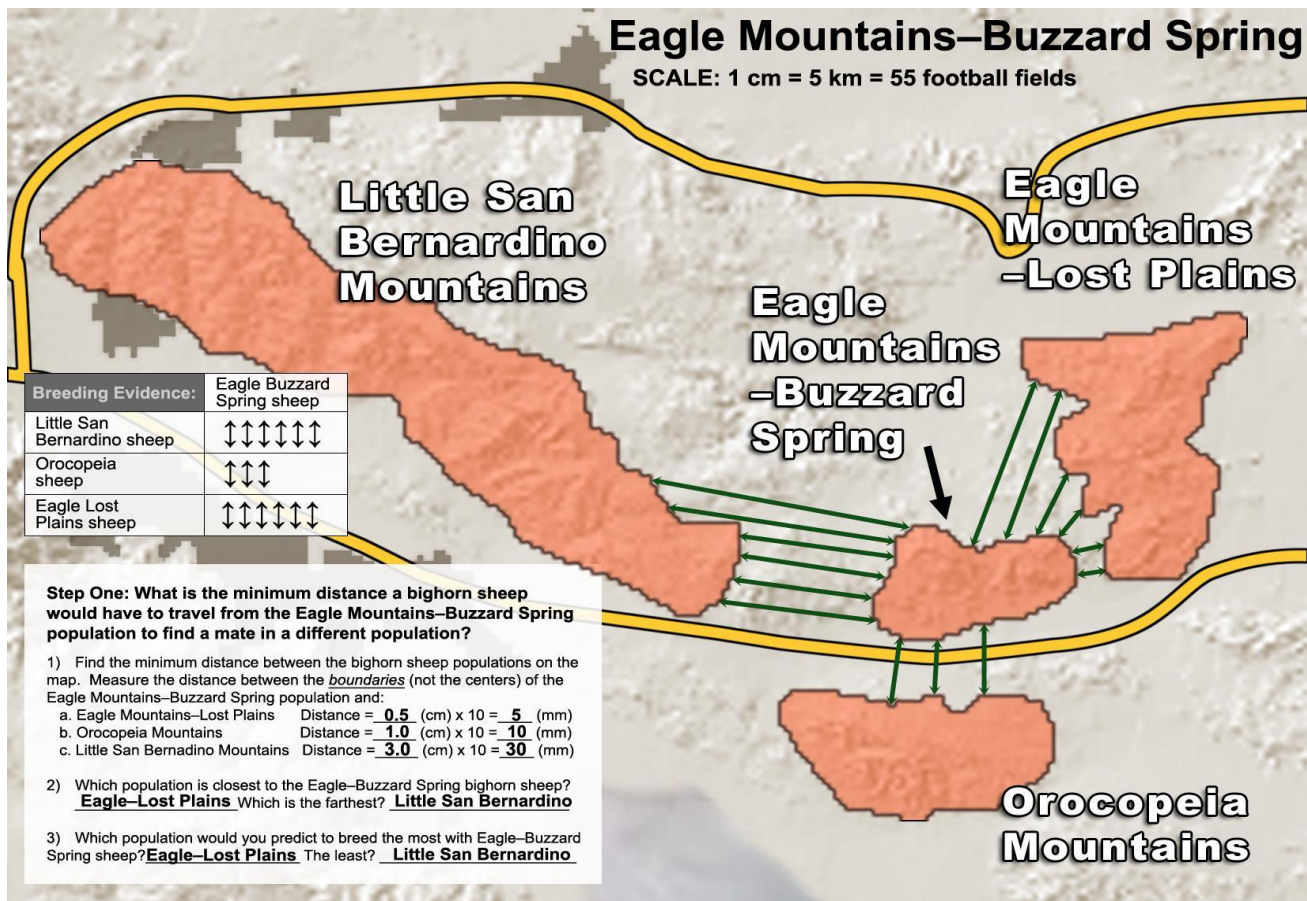 Eagle Mountains–Buzzard Spring
SCALE: 1 cm = 5 km = 55 football fields
Little San
Bernardino
Mountains
Eagle
Mountains
–Lost Plains
Eagle
Mountains
–Buzzard
Spring
Breeding Evidence:
Eagle Buzzard
Spring sheep
Little San
Bernardino sheep
↕↕↕↕↕↕
Orocopeia
sheep
↕↕↕
Eagle Lost
Plains sheep
↕↕↕↕↕↕
Step One: What is the minimum distance a bighorn sheep
would have to travel from the Eagle Mountains–Buzzard Spring
population to find a mate in a different population?
1) Find the minimum distance between the bighorn sheep populations on the
map. Measure the distance between the boundaries (not the centers) of the
Eagle Mountains–Buzzard Spring population and:
a. Eagle Mountains–Lost Plains Distance = 0.5 (cm) x 10 = 5 (mm)
b. Orocopeia Mountains Distance = 1.0 (cm) x 10 = 10 (mm)
c. Little San Bernadino Mountains Distance = 3.0 (cm) x 10 = 30 (mm)
2) Which population is closest to the Eagle–Buzzard Spring bighorn sheep?
Eagle–Lost Plains Which is the farthest? Little San Bernardino
3) Which population would you predict to breed the most with Eagle–Buzzard
Spring sheep? Eagle–Lost Plains The least? Little San Bernardino
Orocopeia
Mountains